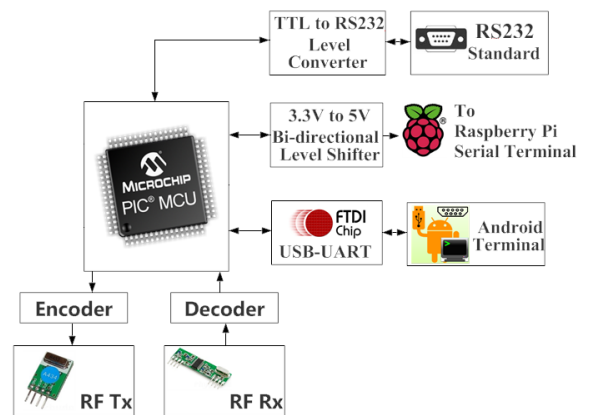 TTL to RS232
Level
Converter
RS232
Standard
3.3V to 5V
Bi-directional
Level Shifter
To
Raspberry Pi
Serial Terminal
MICROCHIP
PIC® MCU
FTDI
Chip
USB-UART
Android
Terminal
Encoder
Decoder
RF Tx
RF Rx